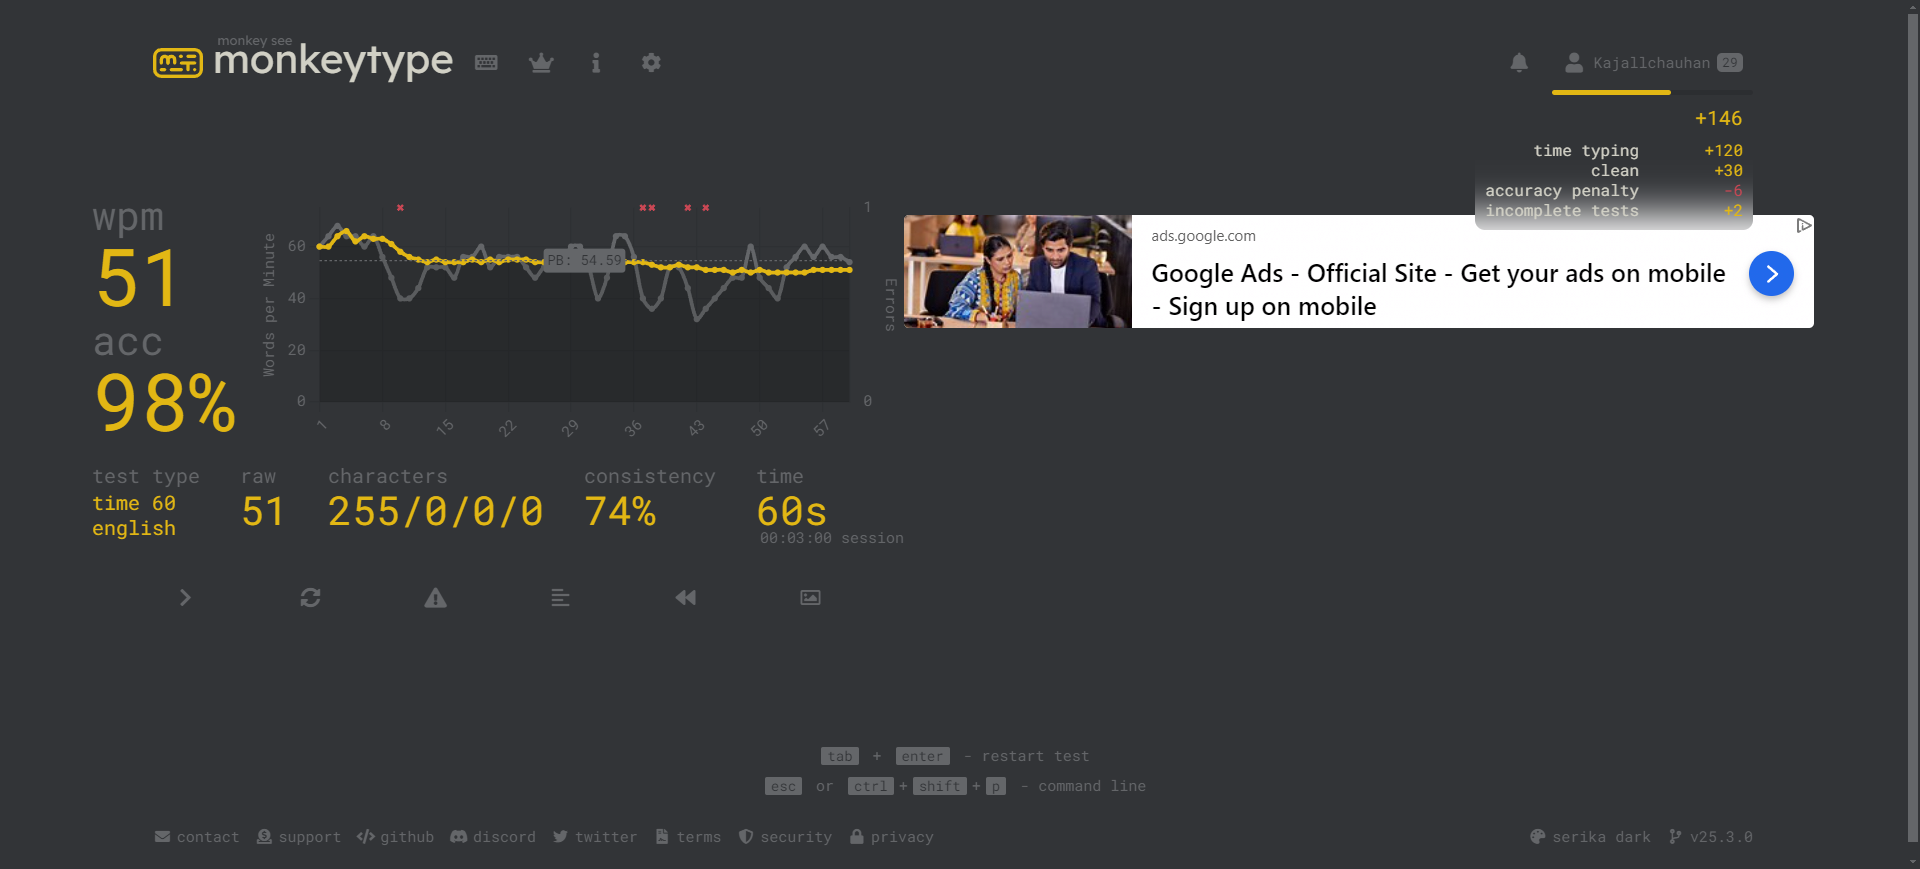 monkey see
monkeytype
Kajallchauhan 29
+146
time typing +120
clean +30
accuracy penalty -6
incomplete tests +2
wpm
51
acc
98%
Words per Minute
60
40
20
0
PB: 54.59
1
0
Errors
1 8 15 22 29 36 43 50 57
ads.google.com
Google Ads - Official Site - Get your ads on mobile
- Sign up on mobile
test type
time 60
english
raw
51
characters
255/0/0/0
consistency
74%
time
60s
00:03:00 session
tab + enter - restart test
esc or ctrl + shift + p - command line
contact support github discord twitter terms security privacy
serika dark v25.3.0